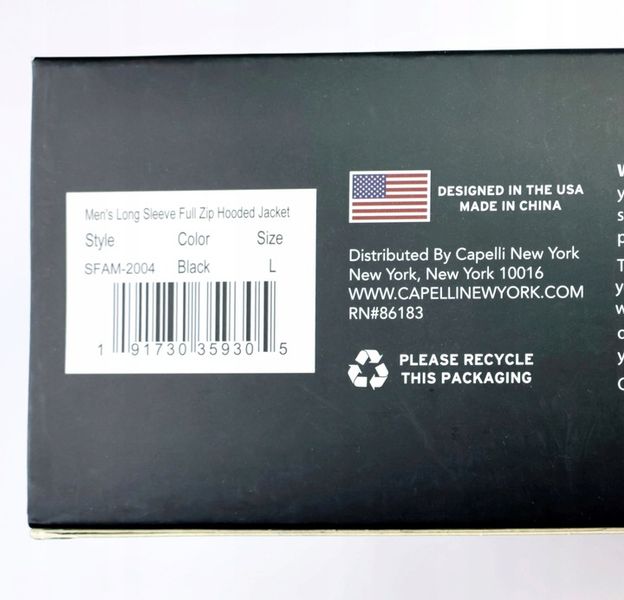 Men's Long Sleeve Full Zip Hooded Jacket
Style Color Size
SFAM-2004 Black L
1 91730 35930 5
DESIGNED IN THE USA
MADE IN CHINA
Distributed By Capelli New York
New York, New York 10016
WWW.CAPELLINEWYORK.COM
RN#86183
PLEASE RECYCLE
THIS PACKAGING